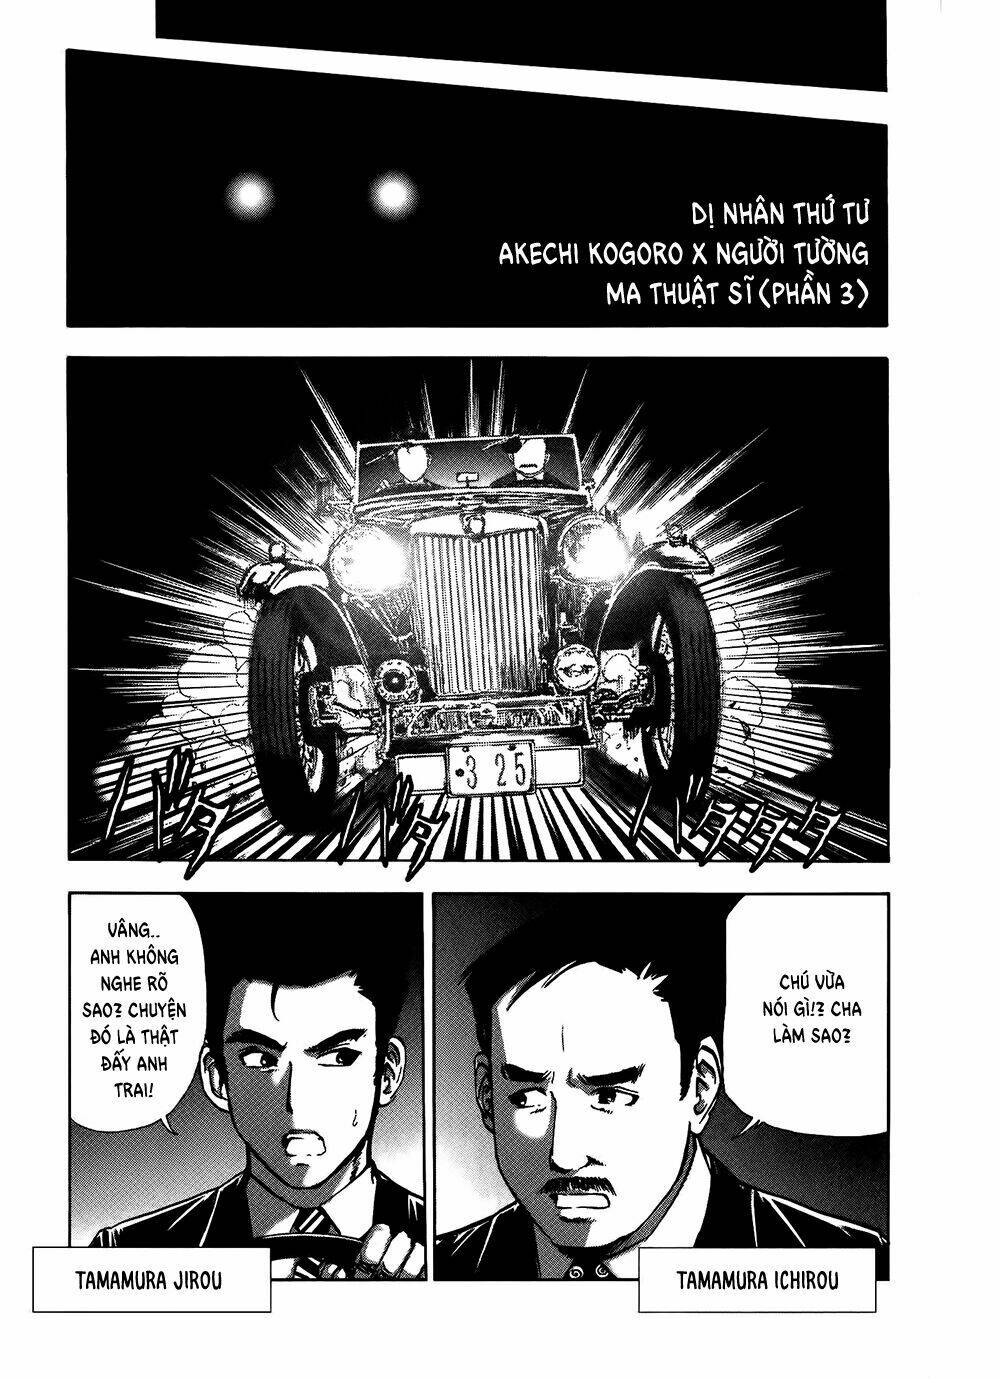 DỊ NHÂN THỨ TƯ
AKECHI KOGORO X NGƯỜI TƯỜNG
MA THUẬT SĨ (PHẦN 3)
3 25
CHÚ VỪA
NÓI GÌ!? CHA
LÀM SAO?
TAMAMURA ICHIROU
VÂNG..
ANH KHÔNG
NGHE RÕ
SAO? CHUYỆN
ĐÓ LÀ THẬT
ĐẤY ANH
TRAI!
TAMAMURA JIROU